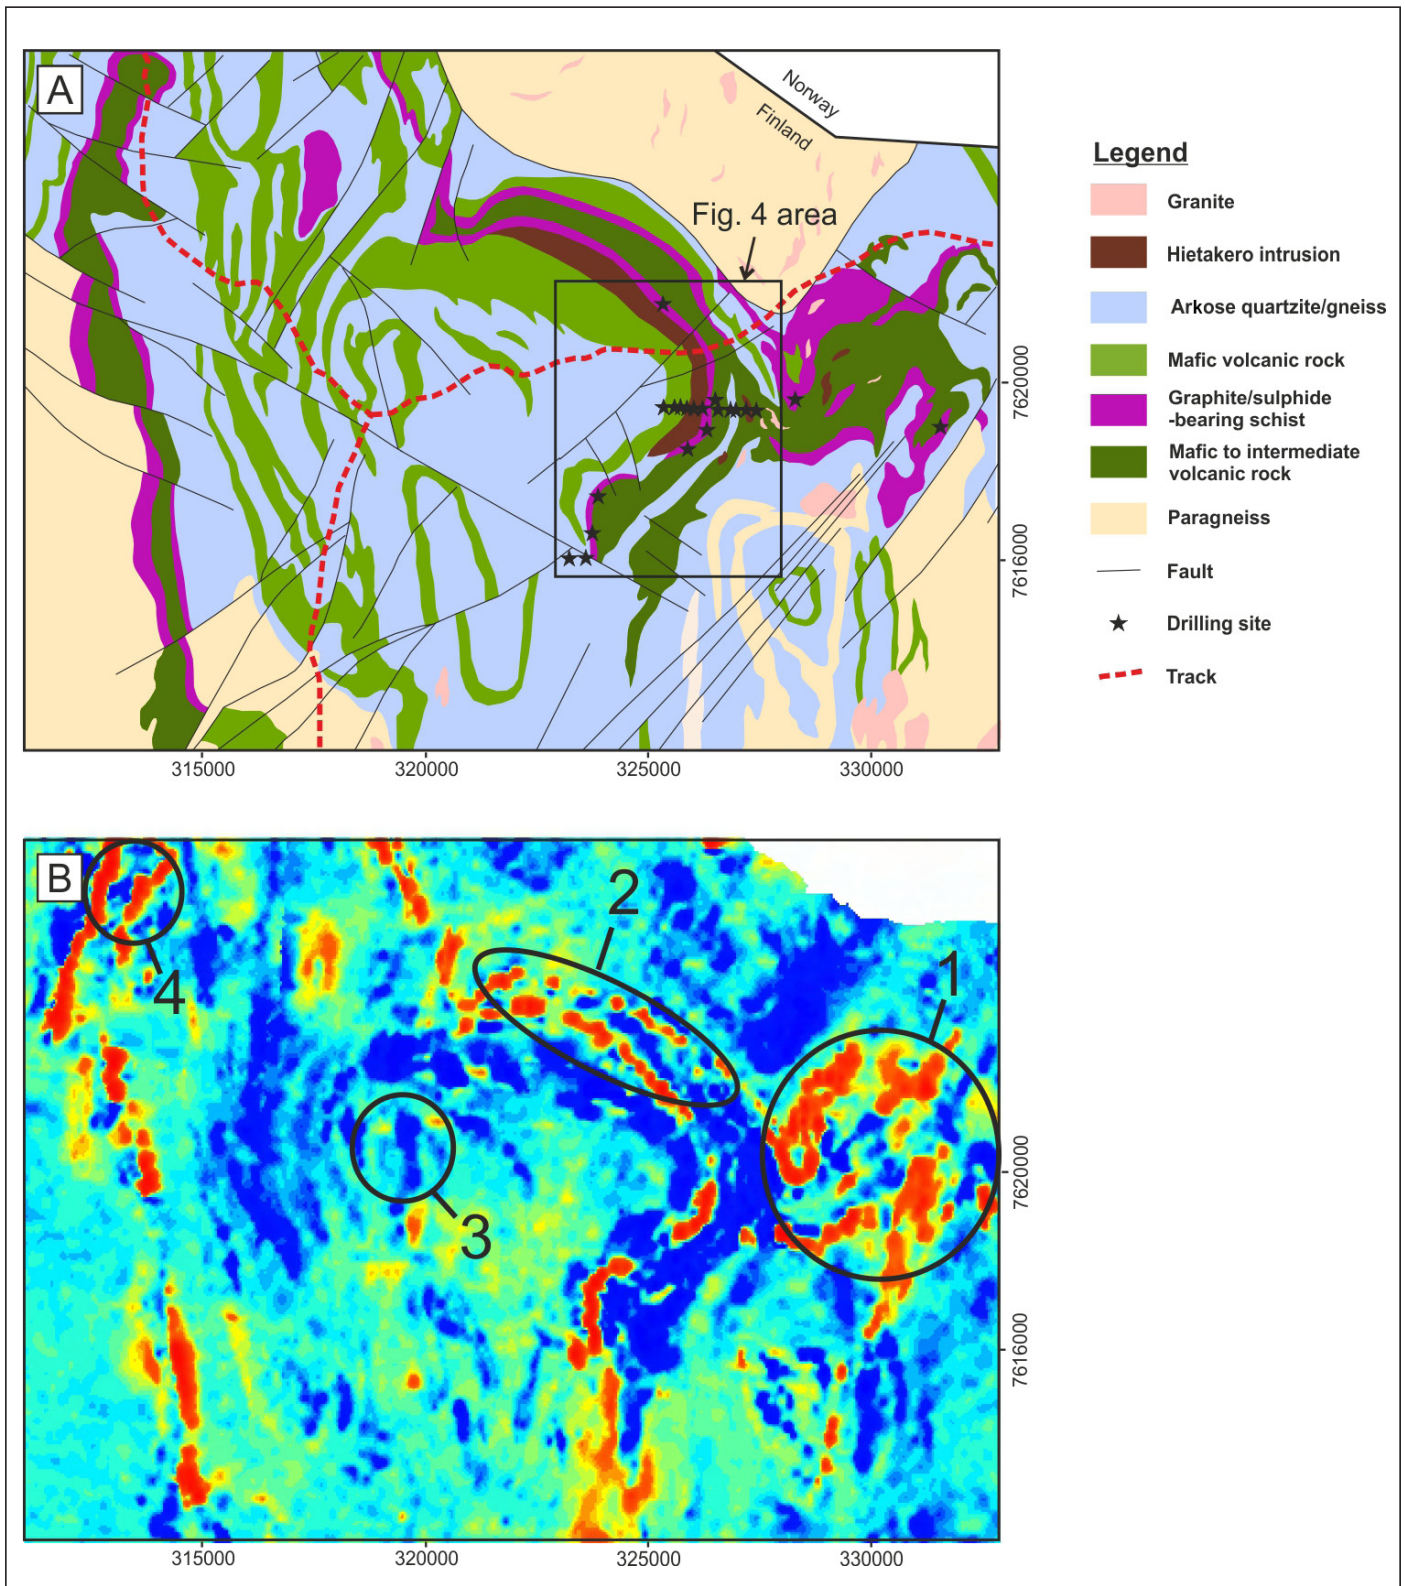 A
Norway
Finland
Fig. 4 area
7620000
7616000
315000
320000
325000
330000
Legend
Granite
Hietakero intrusion
Arkose quartzite/gneiss
Mafic volcanic rock
Graphite/sulphide
-bearing schist
Mafic to intermediate
volcanic rock
Paragneiss
Fault
Drilling site
Track
B
2
1
4
3
7620000
7616000
315000
320000
325000
330000